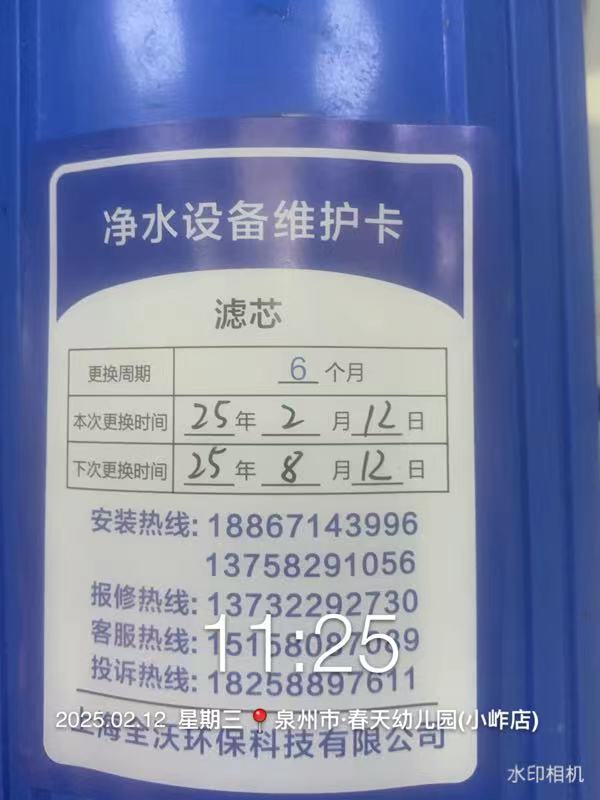 净水设备维护卡
滤芯
更换周期 6 个月
本次更换时间 25 年 2 月 12 日
下次更换时间 25 年 8 月 12 日
安装热线: 18867143996
13758291056
报修热线: 13732292730
客服热线:
11:25
投诉热线: 18258897611
2025.02.12 星期三 泉州市·春天幼儿园(小岞店)
上海全沃环保科技有限公司
水印相机